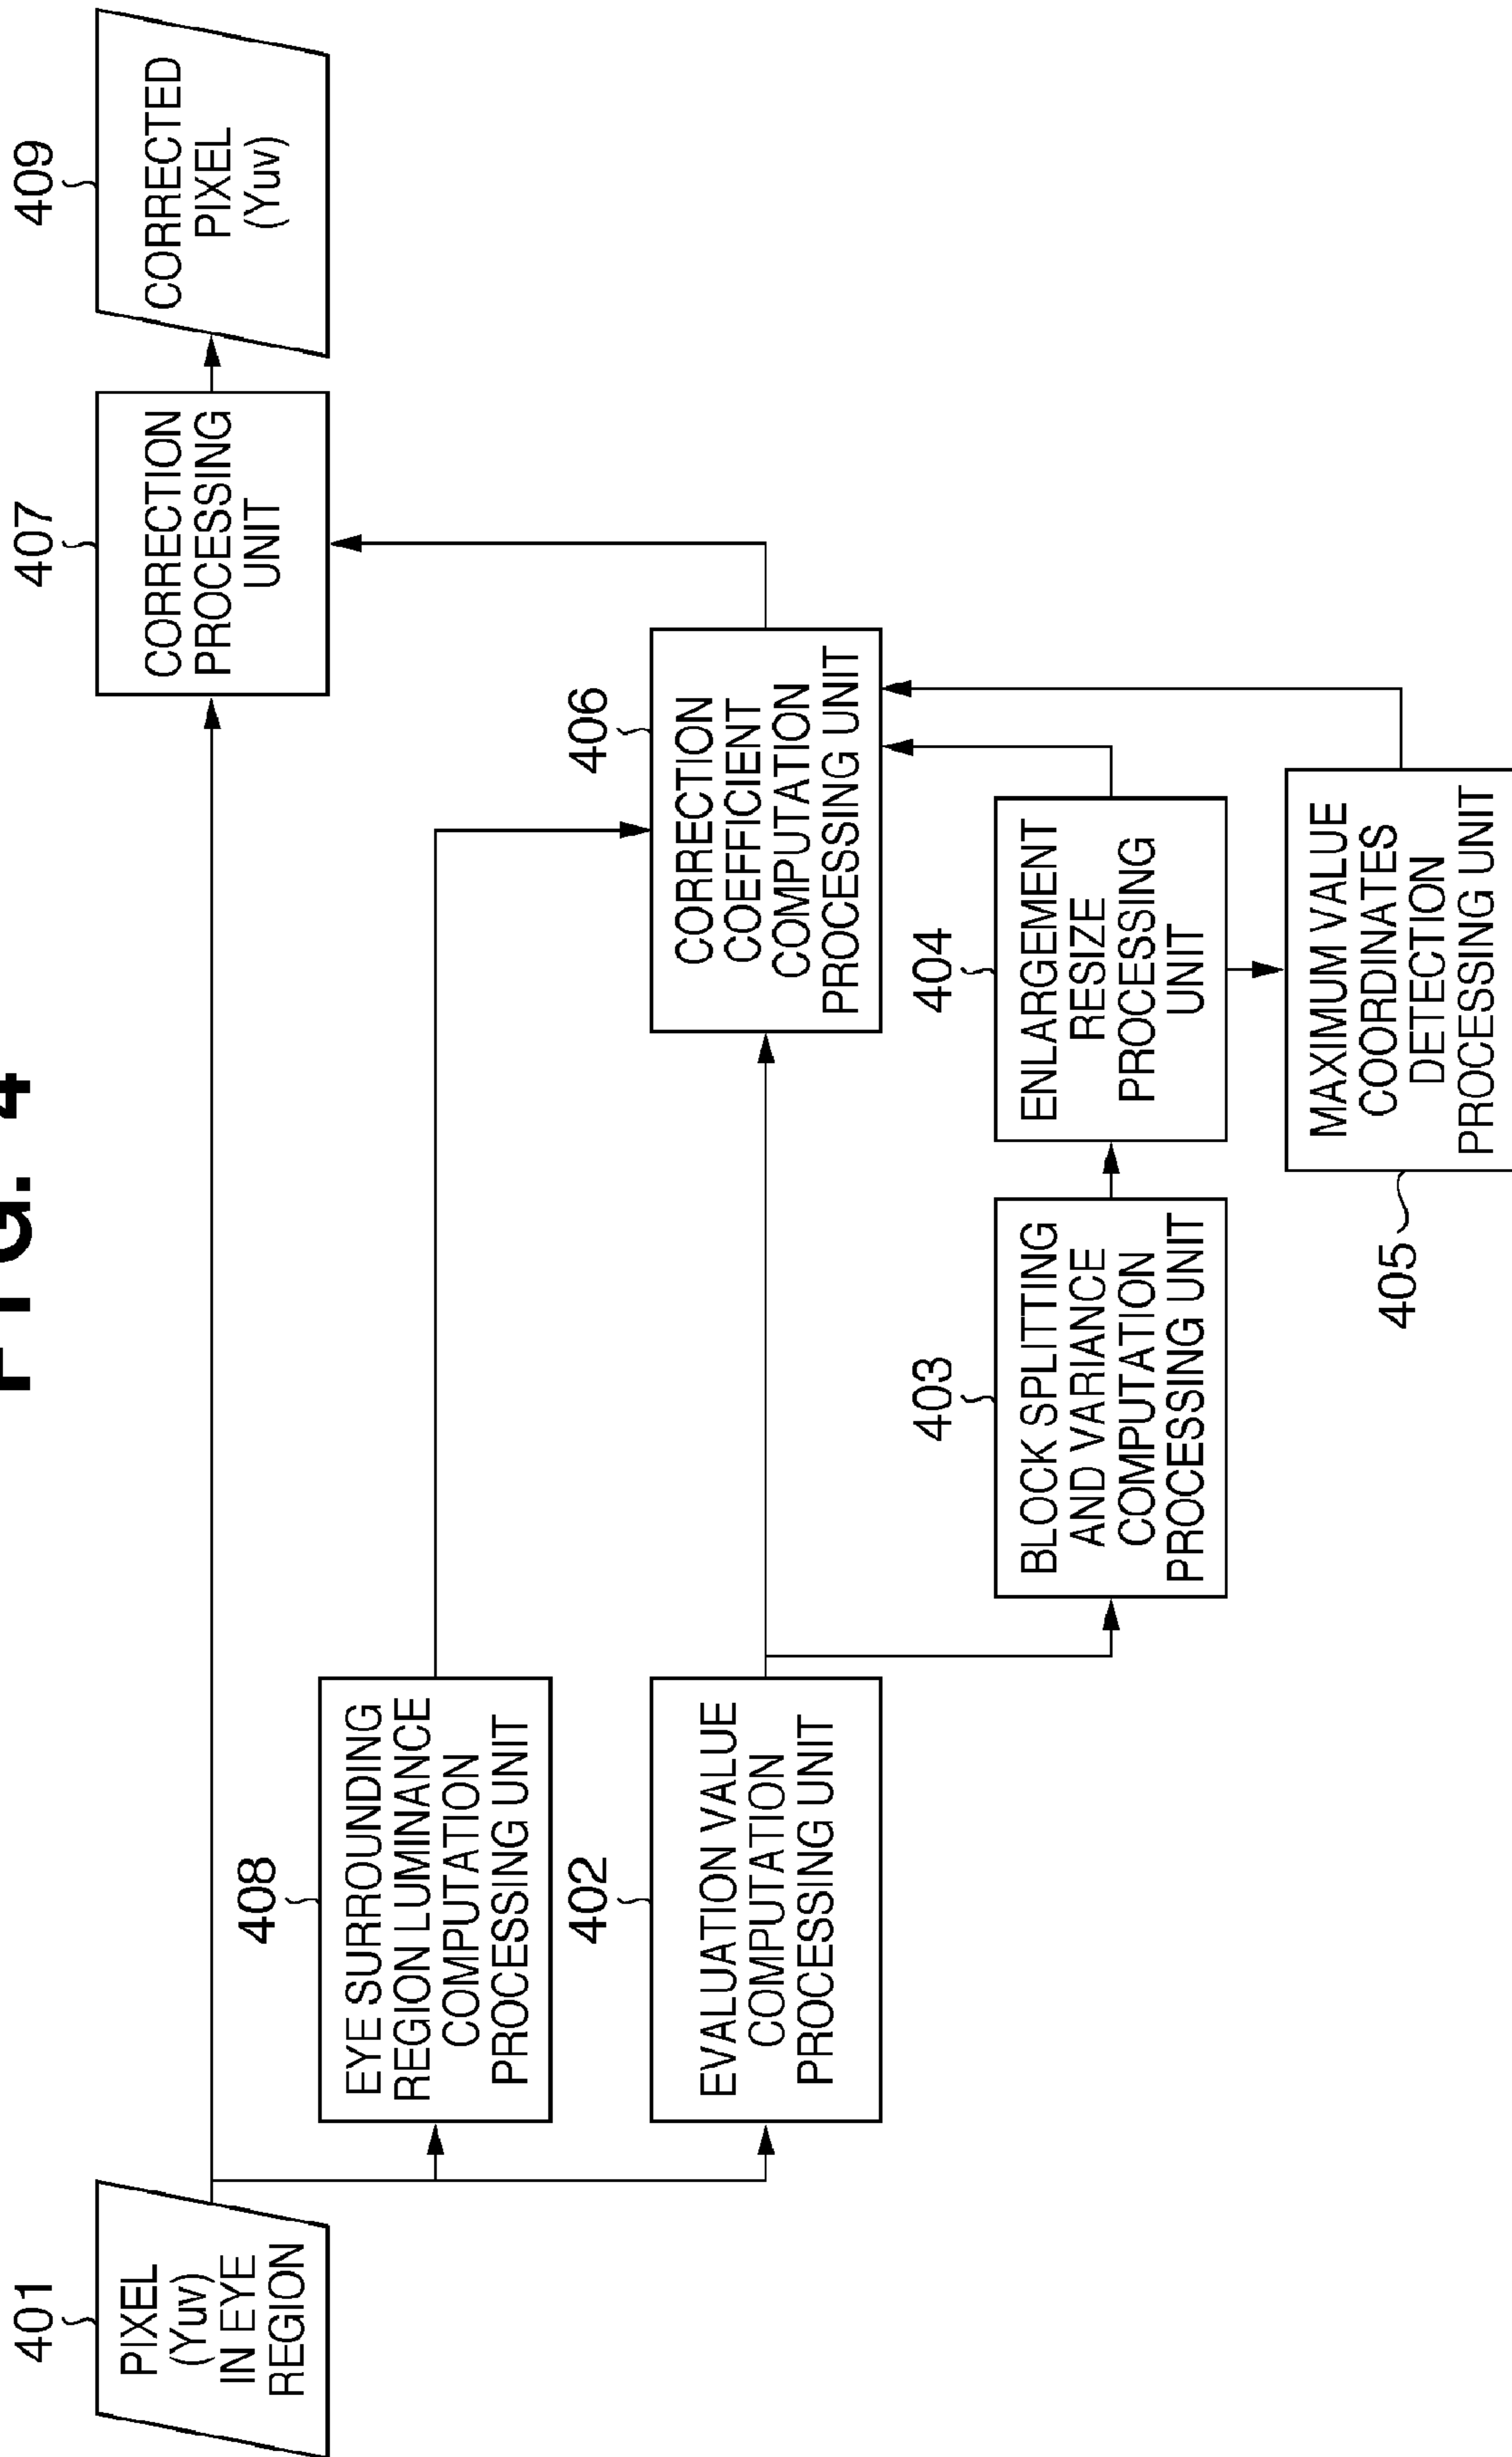 FIG. 4
401
PIXEL
(Yuv)
IN EYE
REGION
408
EYE SURROUNDING
REGION LUMINANCE
COMPUTATION
PROCESSING UNIT
402
EVALUATION VALUE
COMPUTATION
PROCESSING UNIT
403
BLOCK SPLITTING
AND VARIANCE
COMPUTATION
PROCESSING UNIT
404
ENLARGEMENT
RESIZE
PROCESSING
UNIT
405
MAXIMUM VALUE
COORDINATES
DETECTION
PROCESSING UNIT
406
CORRECTION
COEFFICIENT
COMPUTATION
PROCESSING UNIT
407
CORRECTION
PROCESSING
UNIT
409
CORRECTED
PIXEL
(Yuv)